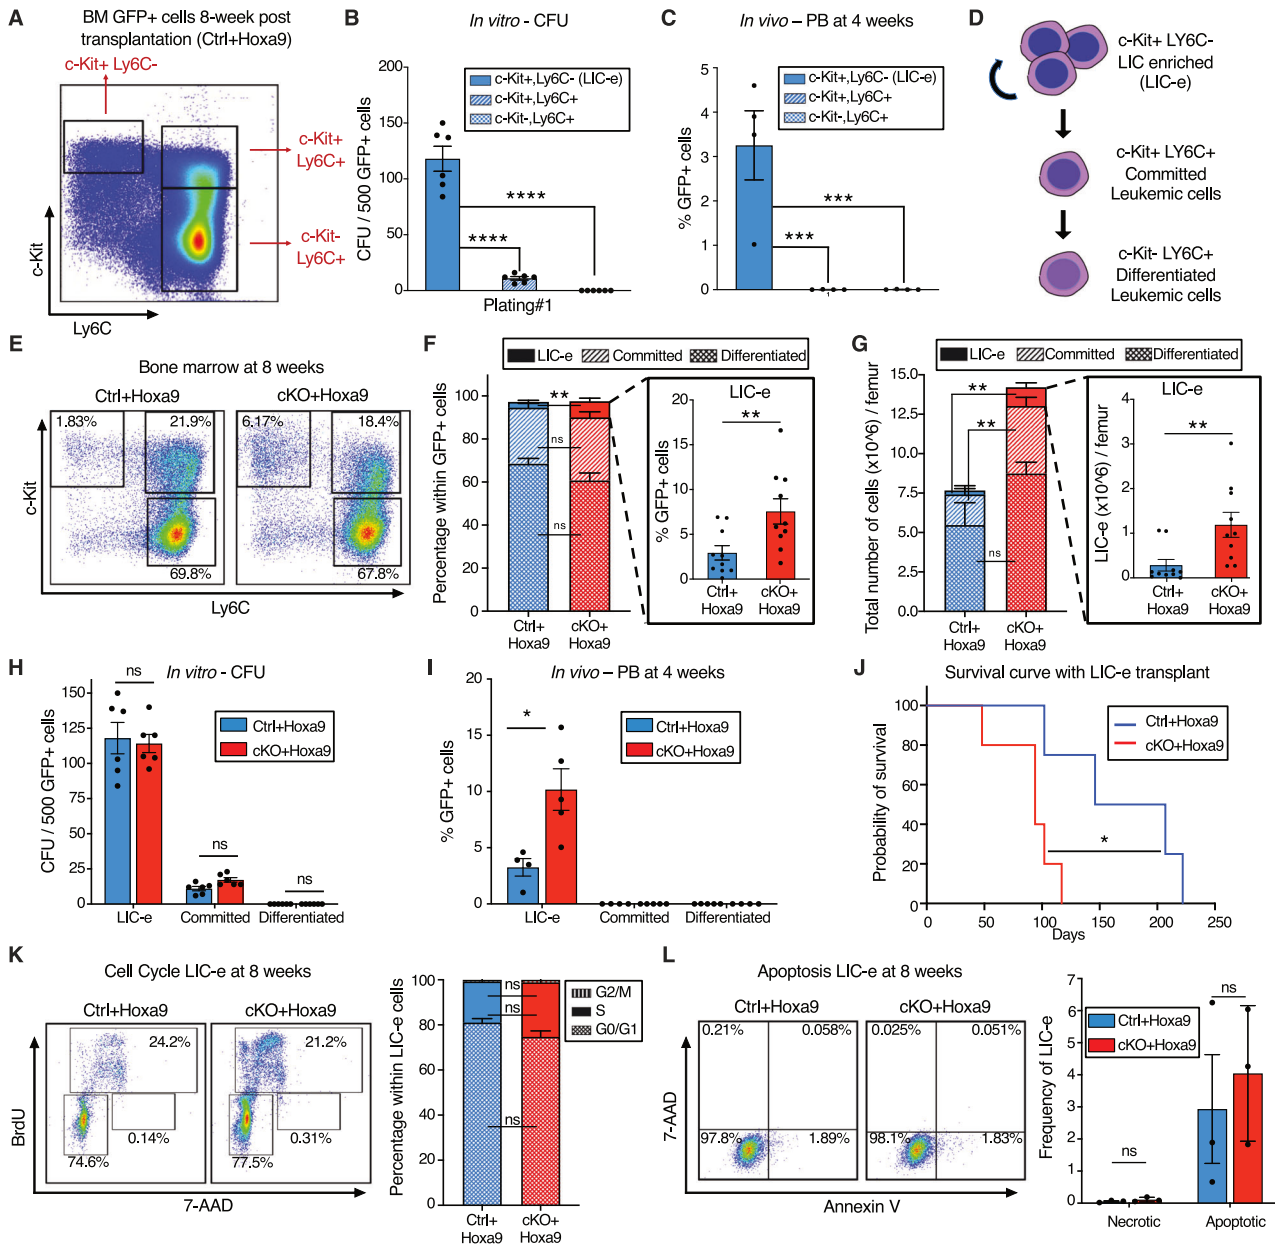 A
BM GFP+ cells 8-week post
transplantation (Ctrl+Hoxa9)
c-Kit+ Ly6C-
c-Kit+
Ly6C+
c-Kit-
Ly6C+
c-Kit
Ly6C
B
In vitro - CFU
CFU / 500 GFP+ cells
200
150
100
50
0
c-Kit+,Ly6C- (LIC-e)
c-Kit+,Ly6C+
c-Kit-,Ly6C+
****
****
Plating#1
C
In vivo – PB at 4 weeks
% GFP+ cells
5
4
3
2
1
0
c-Kit+,Ly6C- (LIC-e)
c-Kit+,Ly6C+
c-Kit-,Ly6C+
***
***
D
c-Kit+ LY6C-
LIC enriched
(LIC-e)
c-Kit+ LY6C+
Committed
Leukemic cells
c-Kit- LY6C+
Differentiated
Leukemic cells
E
Bone marrow at 8 weeks
Ctrl+Hoxa9
cKO+Hoxa9
1.83%
21.9%
69.8%
6.17%
18.4%
67.8%
c-Kit
Ly6C
F
LIC-e
Committed
Differentiated
Percentage within GFP+ cells
100
80
60
40
20
0
**
ns
ns
Ctrl+
Hoxa9
cKO+
Hoxa9
LIC-e
% GFP+ cells
20
15
10
5
0
**
Ctrl+
Hoxa9
cKO+
Hoxa9
G
LIC-e
Committed
Differentiated
Total number of cells (x10^6) / femur
15.0
12.5
10.0
7.5
5.0
2.5
0.0
**
**
ns
Ctrl+
Hoxa9
cKO+
Hoxa9
LIC-e
LIC-e (x10^6) / femur
4
3
2
1
0
**
Ctrl+
Hoxa9
cKO+
Hoxa9
H
In vitro - CFU
CFU / 500 GFP+ cells
150
125
100
75
50
25
0
ns
ns
ns
Ctrl+Hoxa9
cKO+Hoxa9
LIC-e
Committed
Differentiated
I
In vivo – PB at 4 weeks
% GFP+ cells
20
15
10
5
0
*
Ctrl+Hoxa9
cKO+Hoxa9
LIC-e
Committed
Differentiated
J
Survival curve with LIC-e transplant
Probability of survival
100
80
60
40
20
0
Ctrl+Hoxa9
cKO+Hoxa9
*
0
50
100
150
200
250
Days
K
Cell Cycle LIC-e at 8 weeks
Ctrl+Hoxa9
cKO+Hoxa9
24.2%
0.14%
74.6%
21.2%
0.31%
77.5%
BrdU
7-AAD
Percentage within LIC-e cells
100
80
60
40
20
0
ns
ns
ns
G2/M
S
G0/G1
Ctrl+
Hoxa9
cKO+
Hoxa9
L
Apoptosis LIC-e at 8 weeks
Ctrl+Hoxa9
cKO+Hoxa9
0.21%
0.058%
97.8%
1.89%
0.025%
0.051%
98.1%
1.83%
7-AAD
Annexin V
Frequency of LIC-e
7
6
5
4
3
2
1
0
ns
ns
Ctrl+Hoxa9
cKO+Hoxa9
Necrotic
Apoptotic